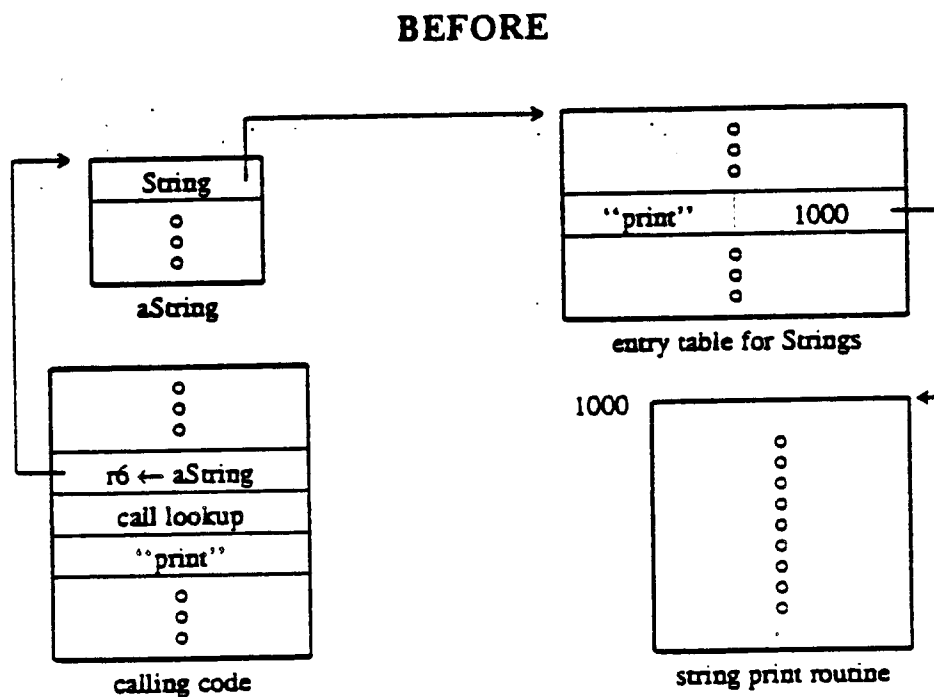 BEFORE
String
aString
"print" 1000
entry table for Strings
r6 ← aString
call lookup
"print"
calling code
1000
string print routine